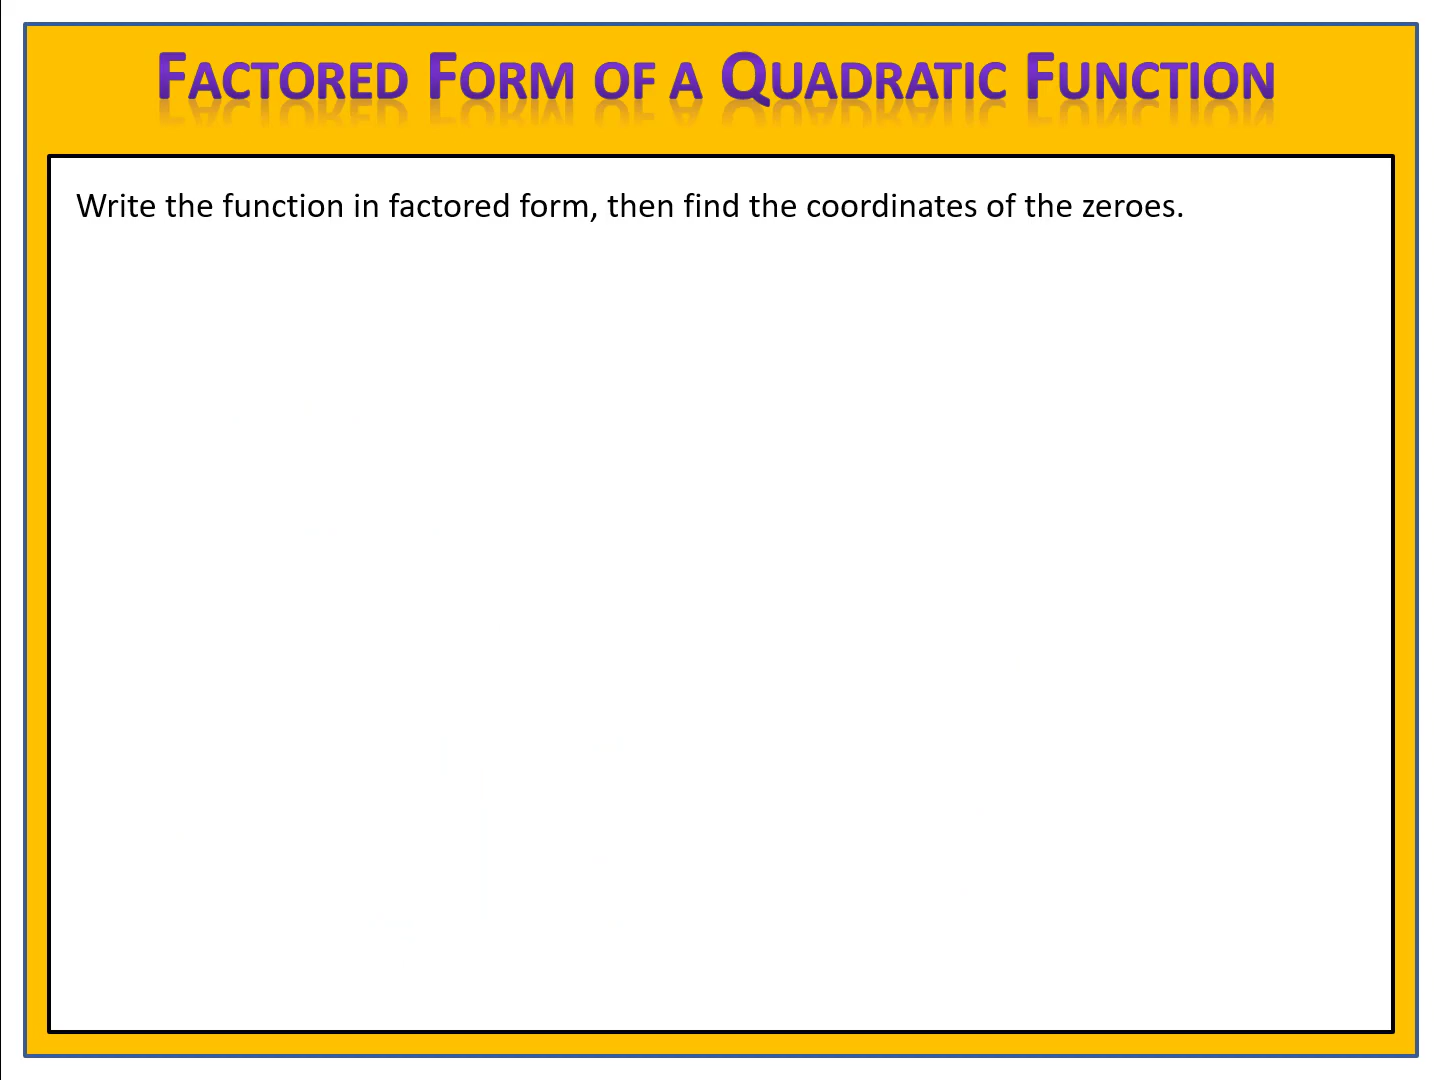 Factored Form of a Quadratic Function
Write the function in factored form, then find the coordinates of the zeroes.